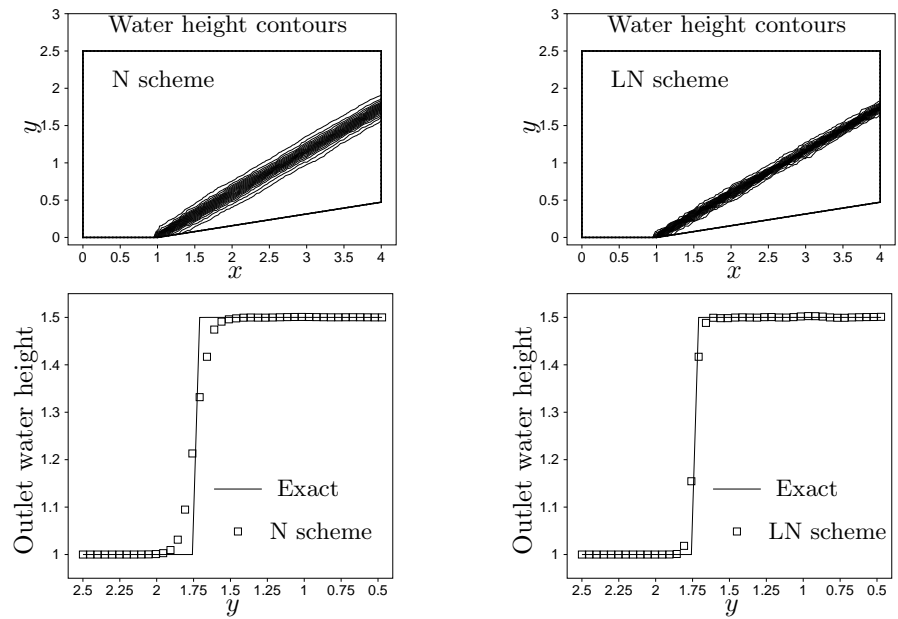 Water height contours
N scheme
y
3
2.5
2
1.5
1
0.5
0
0 0.5 1 1.5 2 2.5 3 3.5 4
x
Water height contours
LN scheme
y
3
2.5
2
1.5
1
0.5
0
0 0.5 1 1.5 2 2.5 3 3.5 4
x
Outlet water height
1.5
1.4
1.3
1.2
1.1
1
Exact
N scheme
2.5 2.25 2 1.75 1.5 1.25 1 0.75 0.5
y
Outlet water height
1.5
1.4
1.3
1.2
1.1
1
Exact
LN scheme
2.5 2.25 2 1.75 1.5 1.25 1 0.75 0.5
y